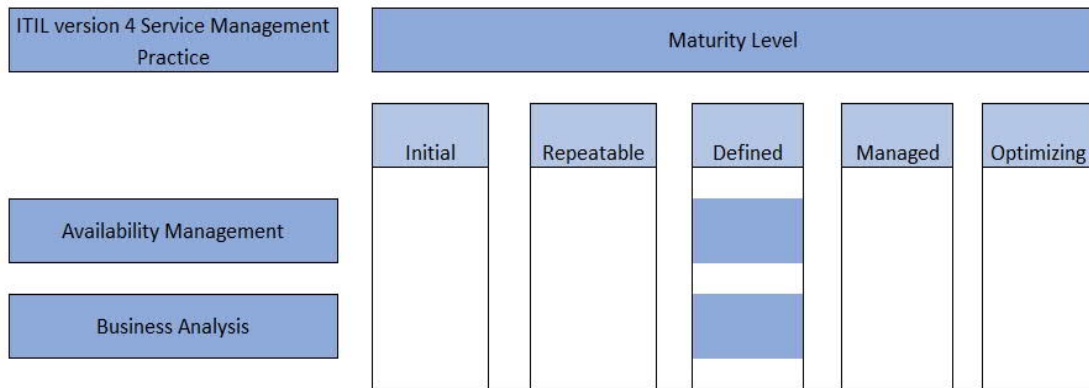 ITIL version 4 Service Management
Practice
Maturity Level
Initial
Repeatable
Defined
Managed
Optimizing
Availability Management
Business Analysis